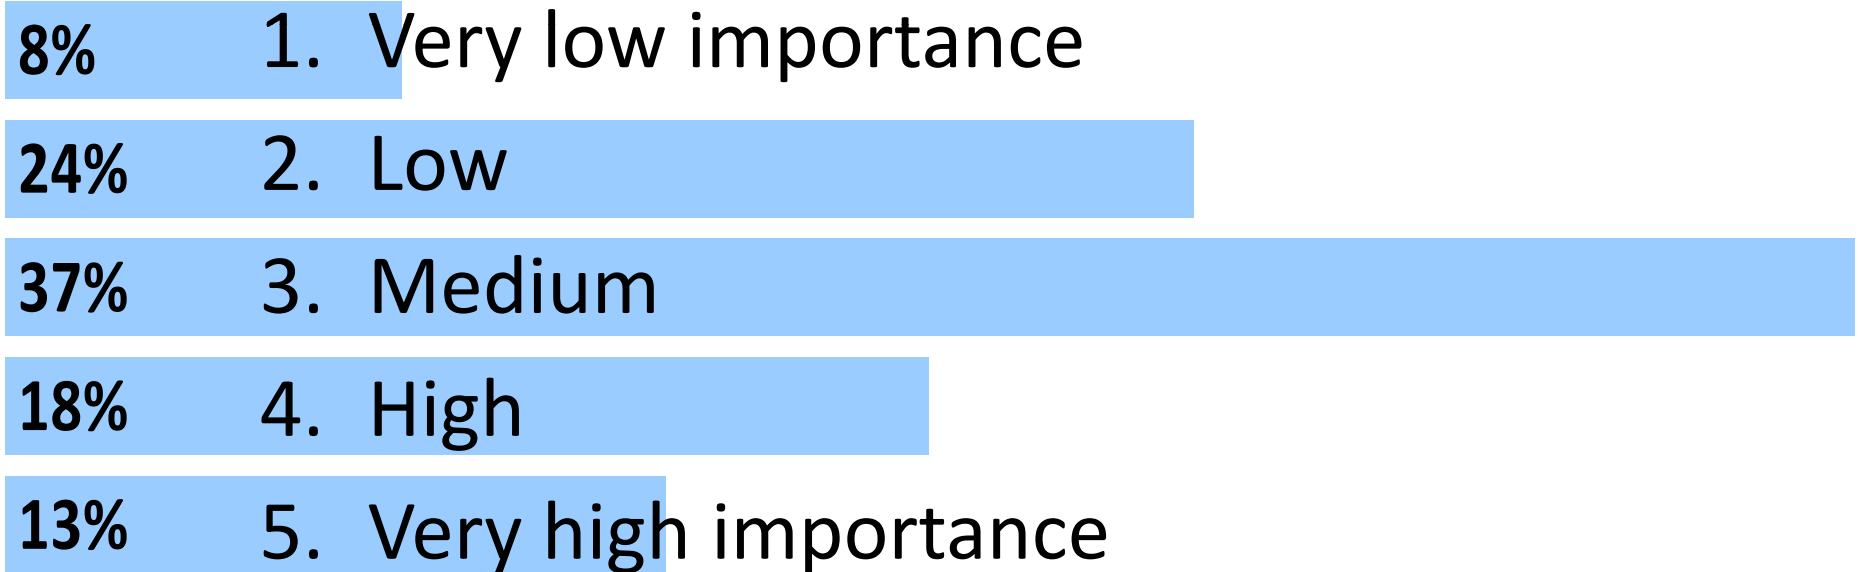 8% 1. Very low importance
24% 2. Low
37% 3. Medium
18% 4. High
13% 5. Very high importance